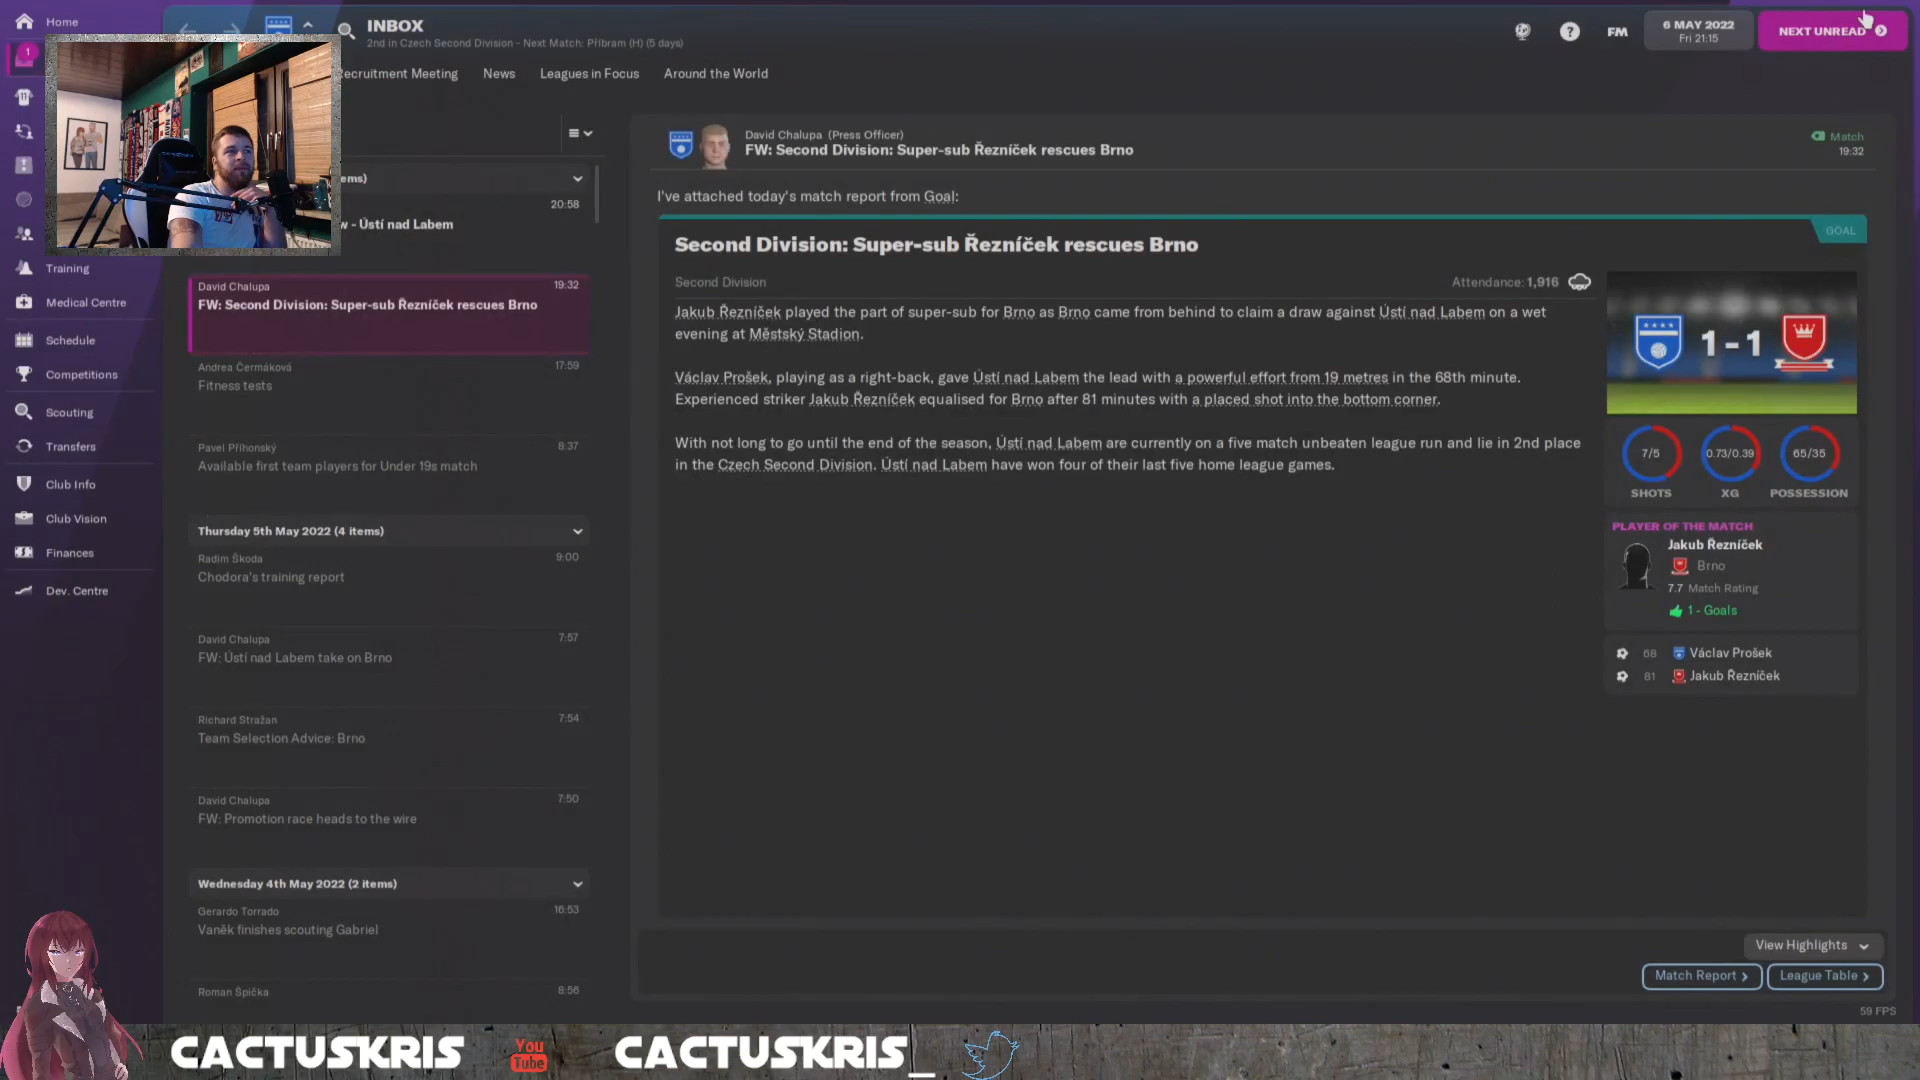 Home
INBOX
2nd in Czech Second Division - Next Match: Příbram (H) (5 days)
FM
6 MAY 2022
Fri 21:15
NEXT UNREAD
1
Recruitment Meeting
News
Leagues in Focus
Around the World
ems)
20:58
w - Ústí nad Labem
David Chalupa
19:32
FW: Second Division: Super-sub Řezníček rescues Brno
Andrea Čermáková
17:59
Fitness tests
Pavel Příhonský
8:37
Available first team players for Under 19s match
Thursday 5th May 2022 (4 items)
Radim Škoda
9:00
Chodora's training report
David Chalupa
7:57
FW: Ústí nad Labem take on Brno
Richard Stražan
7:54
Team Selection Advice: Brno
David Chalupa
7:50
FW: Promotion race heads to the wire
Wednesday 4th May 2022 (2 items)
Gerardo Torrado
16:53
Vaněk finishes scouting Gabriel
Roman Špička
8:56
Training
Medical Centre
Schedule
Competitions
Scouting
Transfers
Club Info
Club Vision
Finances
Dev. Centre
David Chalupa (Press Officer)
FW: Second Division: Super-sub Řezníček rescues Brno
Match
19:32
I've attached today's match report from Goal:
GOAL
Second Division: Super-sub Řezníček rescues Brno
Second Division
Attendance: 1,916
Jakub Řezníček played the part of super-sub for Brno as Brno came from behind to claim a draw against Ústí nad Labem on a wet
evening at Městský Stadion.
Václav Prošek, playing as a right-back, gave Ústí nad Labem the lead with a powerful effort from 19 metres in the 68th minute.
Experienced striker Jakub Řezníček equalised for Brno after 81 minutes with a placed shot into the bottom corner.
With not long to go until the end of the season, Ústí nad Labem are currently on a five match unbeaten league run and lie in 2nd place
in the Czech Second Division. Ústí nad Labem have won four of their last five home league games.
1 - 1
7/5
0.73/0.39
65/35
SHOTS
XG
POSSESSION
PLAYER OF THE MATCH
Jakub Řezníček
Brno
7.7 Match Rating
1 - Goals
68 Václav Prošek
81 Jakub Řezníček
View Highlights
Match Report
League Table
59 FPS
CACTUSKRIS
You
Tube
CACTUSKRIS_